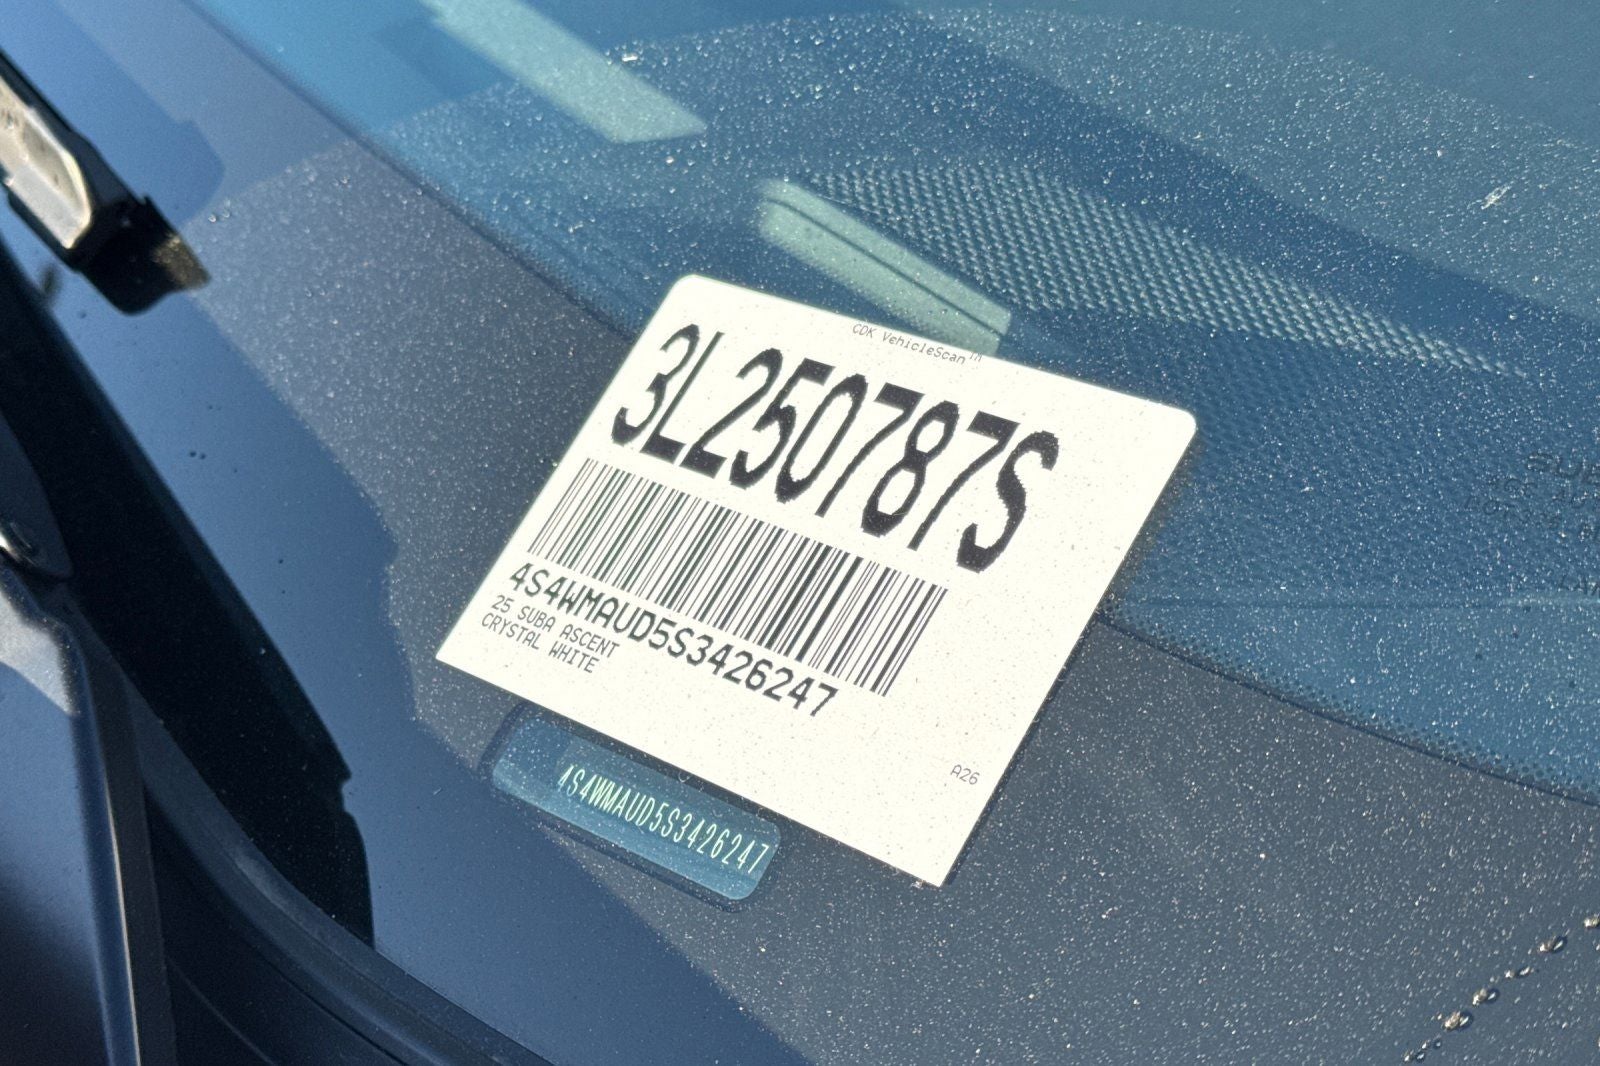 CDK VehicleScan™
3L250787S
4S4WMAUD5S3426247
25 SUBA ASCENT
CRYSTAL WHITE
A26
4S4WMAUD5S3426247